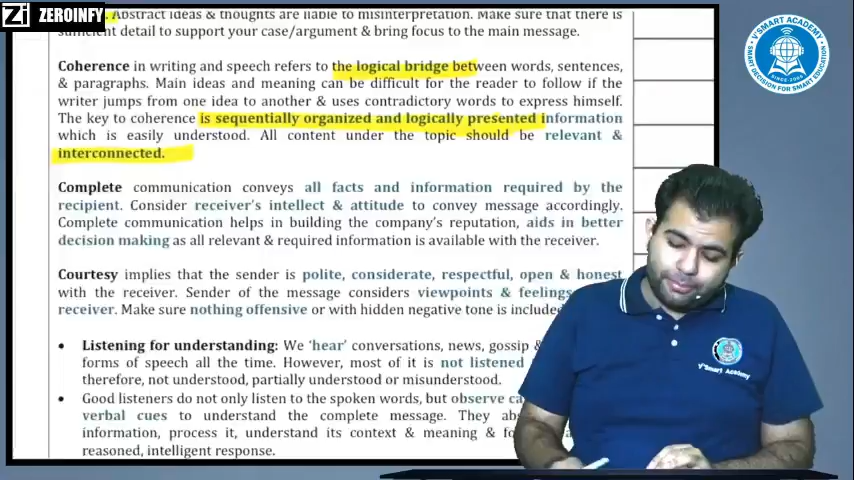 Zi ZEROINFY
Abstract ideas & thoughts are liable to misinterpretation. Make sure that there is
sufficient detail to support your case/argument & bring focus to the main message.
Coherence in writing and speech refers to the logical bridge between words, sentences,
& paragraphs. Main ideas and meaning can be difficult for the reader to follow if the
writer jumps from one idea to another & uses contradictory words to express himself.
The key to coherence is sequentially organized and logically presented information
which is easily understood. All content under the topic should be relevant &
interconnected.
Complete communication conveys all facts and information required by the
recipient. Consider receiver's intellect & attitude to convey message accordingly.
Complete communication helps in building the company's reputation, aids in better
decision making as all relevant & required information is available with the receiver.
Courtesy implies that the sender is polite, considerate, respectful, open & honest
with the receiver. Sender of the message considers viewpoints & feelings
receiver. Make sure nothing offensive or with hidden negative tone is included
• Listening for understanding: We 'hear' conversations, news, gossip &
forms of speech all the time. However, most of it is not listened
therefore, not understood, partially understood or misunderstood.
• Good listeners do not only listen to the spoken words, but observe
verbal cues to understand the complete message. They
information, process it, understand its context & meaning &
reasoned, intelligent response.
V'SMART ACADEMY
SINCE-2005
SMART DECISION FOR SMART EDUCATION
V'Smart Academy